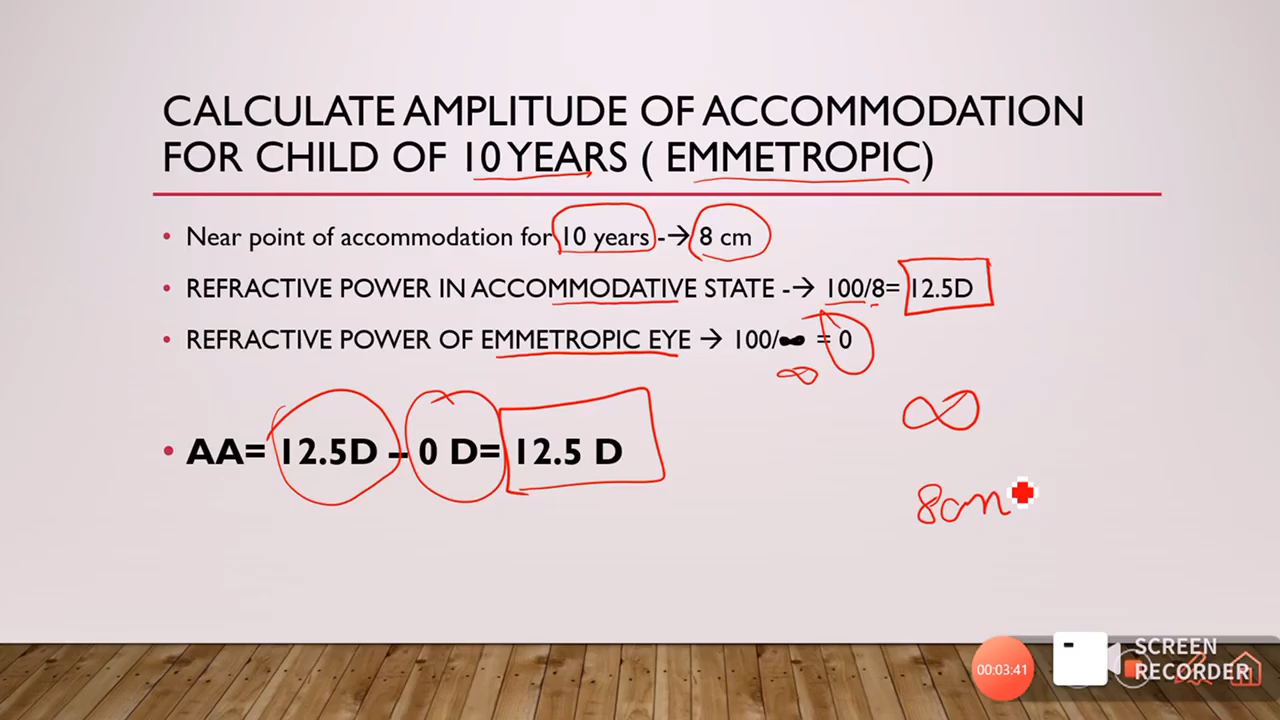 CALCULATE AMPLITUDE OF ACCOMMODATION
FOR CHILD OF 10 YEARS ( EMMETROPIC)
• Near point of accommodation for 10 years -→ 8 cm
• REFRACTIVE POWER IN ACCOMMODATIVE STATE -→ 100/8= 12.5D
• REFRACTIVE POWER OF EMMETROPIC EYE → 100/∞ = 0
∞
∞
• AA= 12.5D – 0 D= 12.5 D
8cm
00:03:41
SCREEN
RECORDER